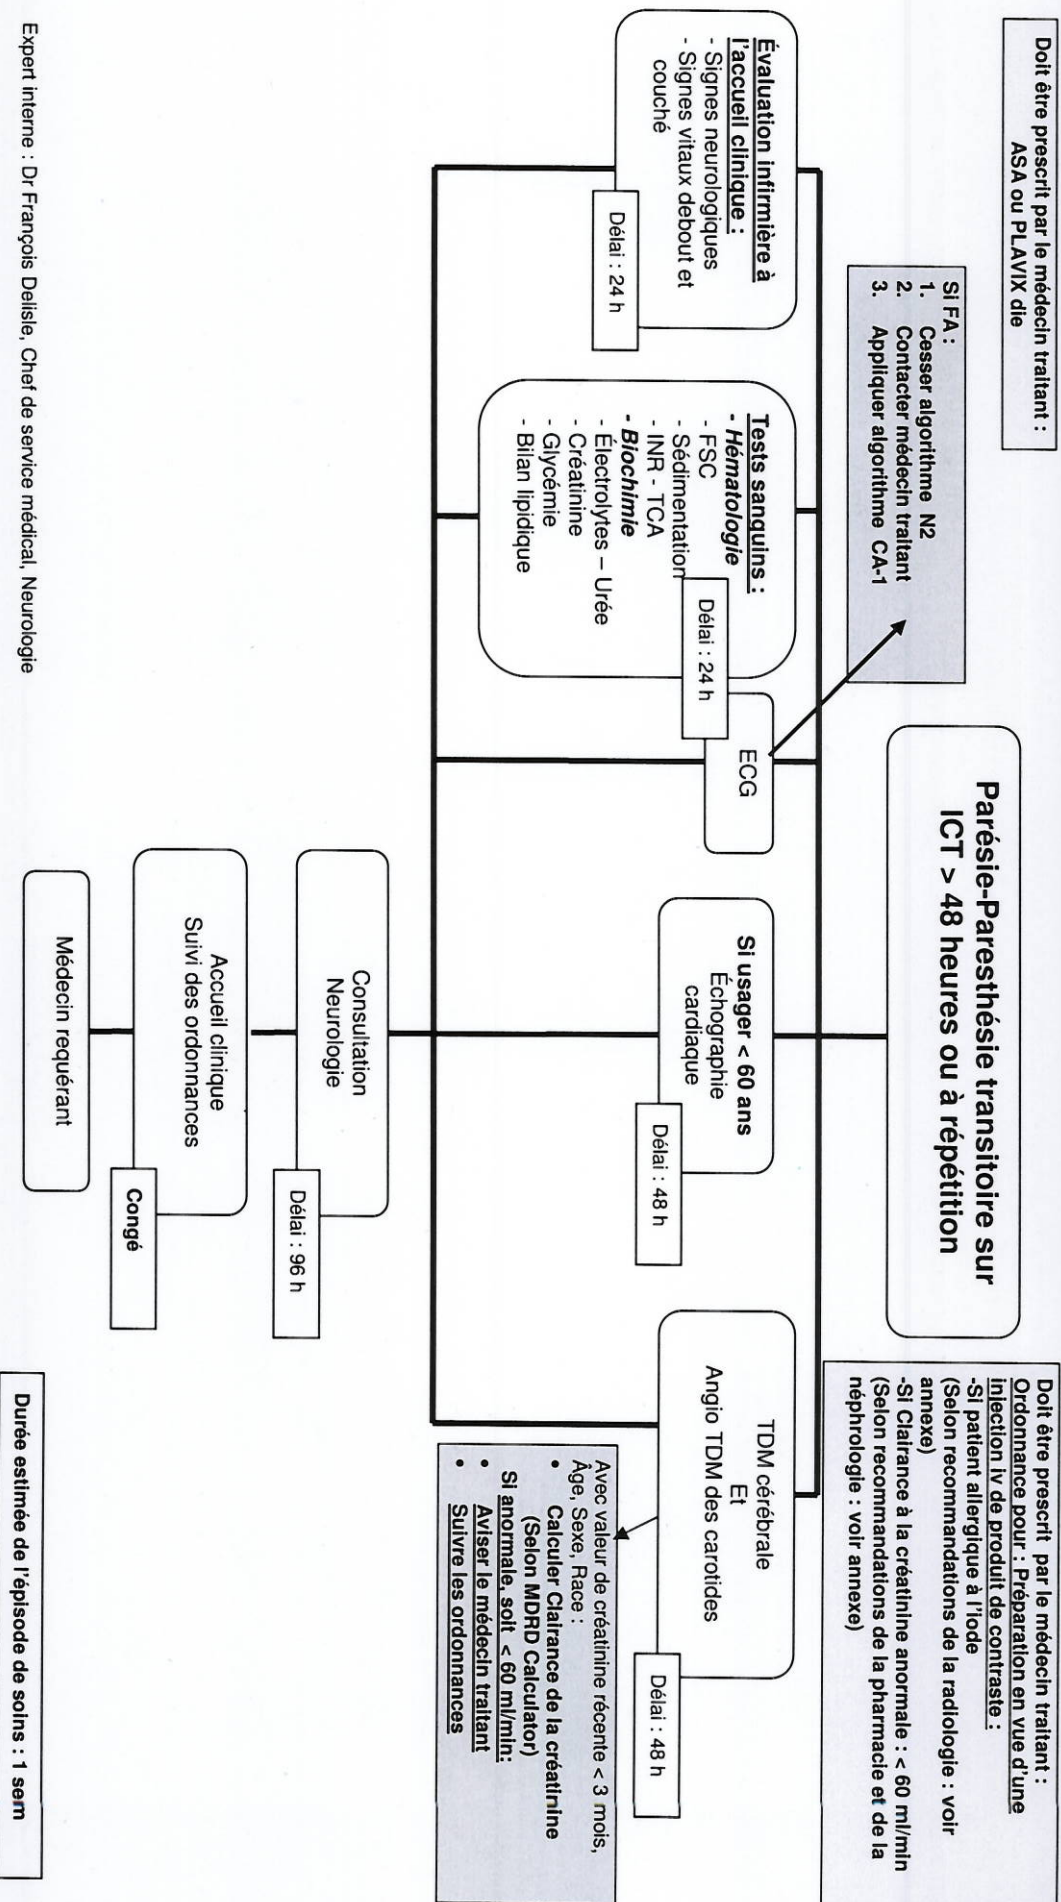 Doit être prescrit par le médecin traitant :
ASA ou PLAVIX die
Parésie-Paresthésie transitoire sur
ICT > 48 heures ou à répétition
Doit être prescrit par le médecin traitant :
Ordonnance pour : Préparation en vue d'une
injection iv de produit de contraste :
-Si patient allergique à l'iode
(Selon recommandations de la radiologie : voir
annexe)
-Si Clairance à la créatinine anormale : < 60 ml/min
(Selon recommandations de la pharmacie et de la
néphrologie : voir annexe)
Si FA :
1. Cesser algorithme N2
2. Contacter médecin traitant
3. Appliquer algorithme CA-1
Évaluation infirmière à
l'accueil clinique :
- Signes neurologiques
- Signes vitaux debout et
couché
Délai : 24 h
Tests sanguins :
- Hématologie
- FSC
- Sédimentation
- INR - TCA
- Biochimie
- Électrolytes – Urée
- Créatinine
- Glycémie
- Bilan lipidique
Délai : 24 h
ECG
Si usager < 60 ans
Échographie
cardiaque
Délai : 48 h
TDM cérébrale
Et
Angio TDM des carotides
Délai : 48 h
Avec valeur de créatinine récente < 3 mois,
Âge, Sexe, Race :
• Calculer Clairance de la créatinine
(Selon MDRD Calculator)
Si anormale, soit < 60 ml/min:
• Aviser le médecin traitant
• Suivre les ordonnances
Consultation
Neurologie
Délai : 96 h
Accueil clinique
Suivi des ordonnances
Congé
Médecin requérant
Expert interne : Dr François Delisle, Chef de service médical, Neurologie
Durée estimée de l'épisode de soins : 1 sem